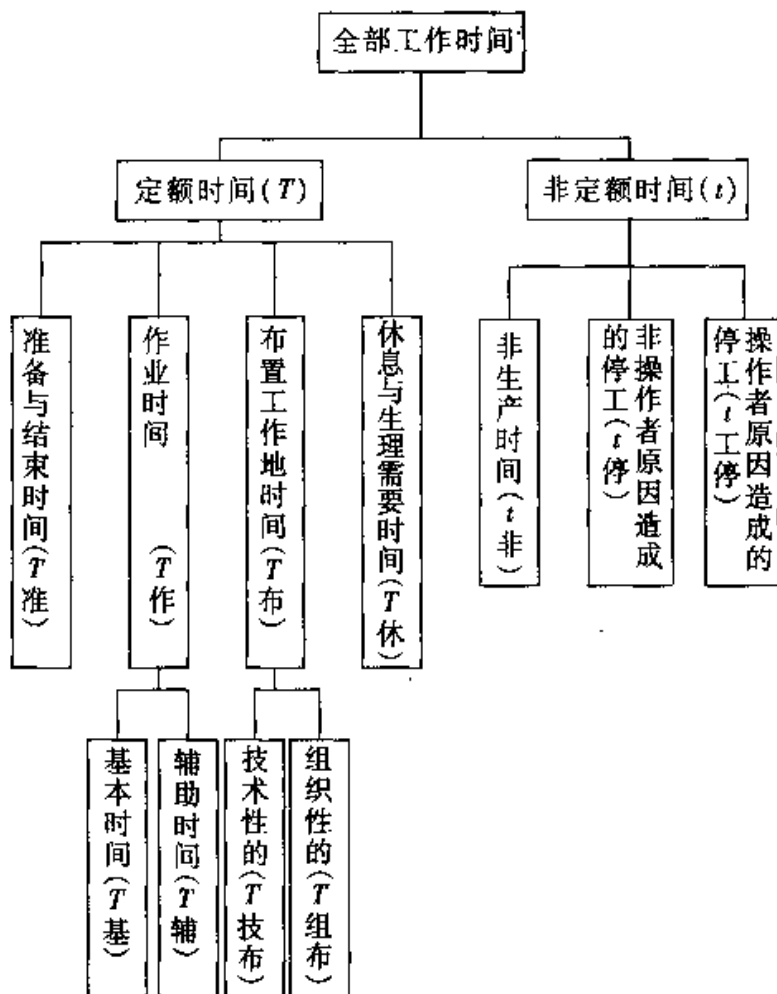 全部工作时间
定额时间(T)
非定额时间(t)
准备与结束时间(T准)
作业时间 (T作)
布置工作地时间(T布)
休息与生理需要时间(T休)
非生产时间(t非)
非操作者原因造成
的停工(t停)
操作者原因造成的
停工(t工停)
基本时间(T基)
辅助时间(T辅)
技术性的(T技布)
组织性的(T组布)